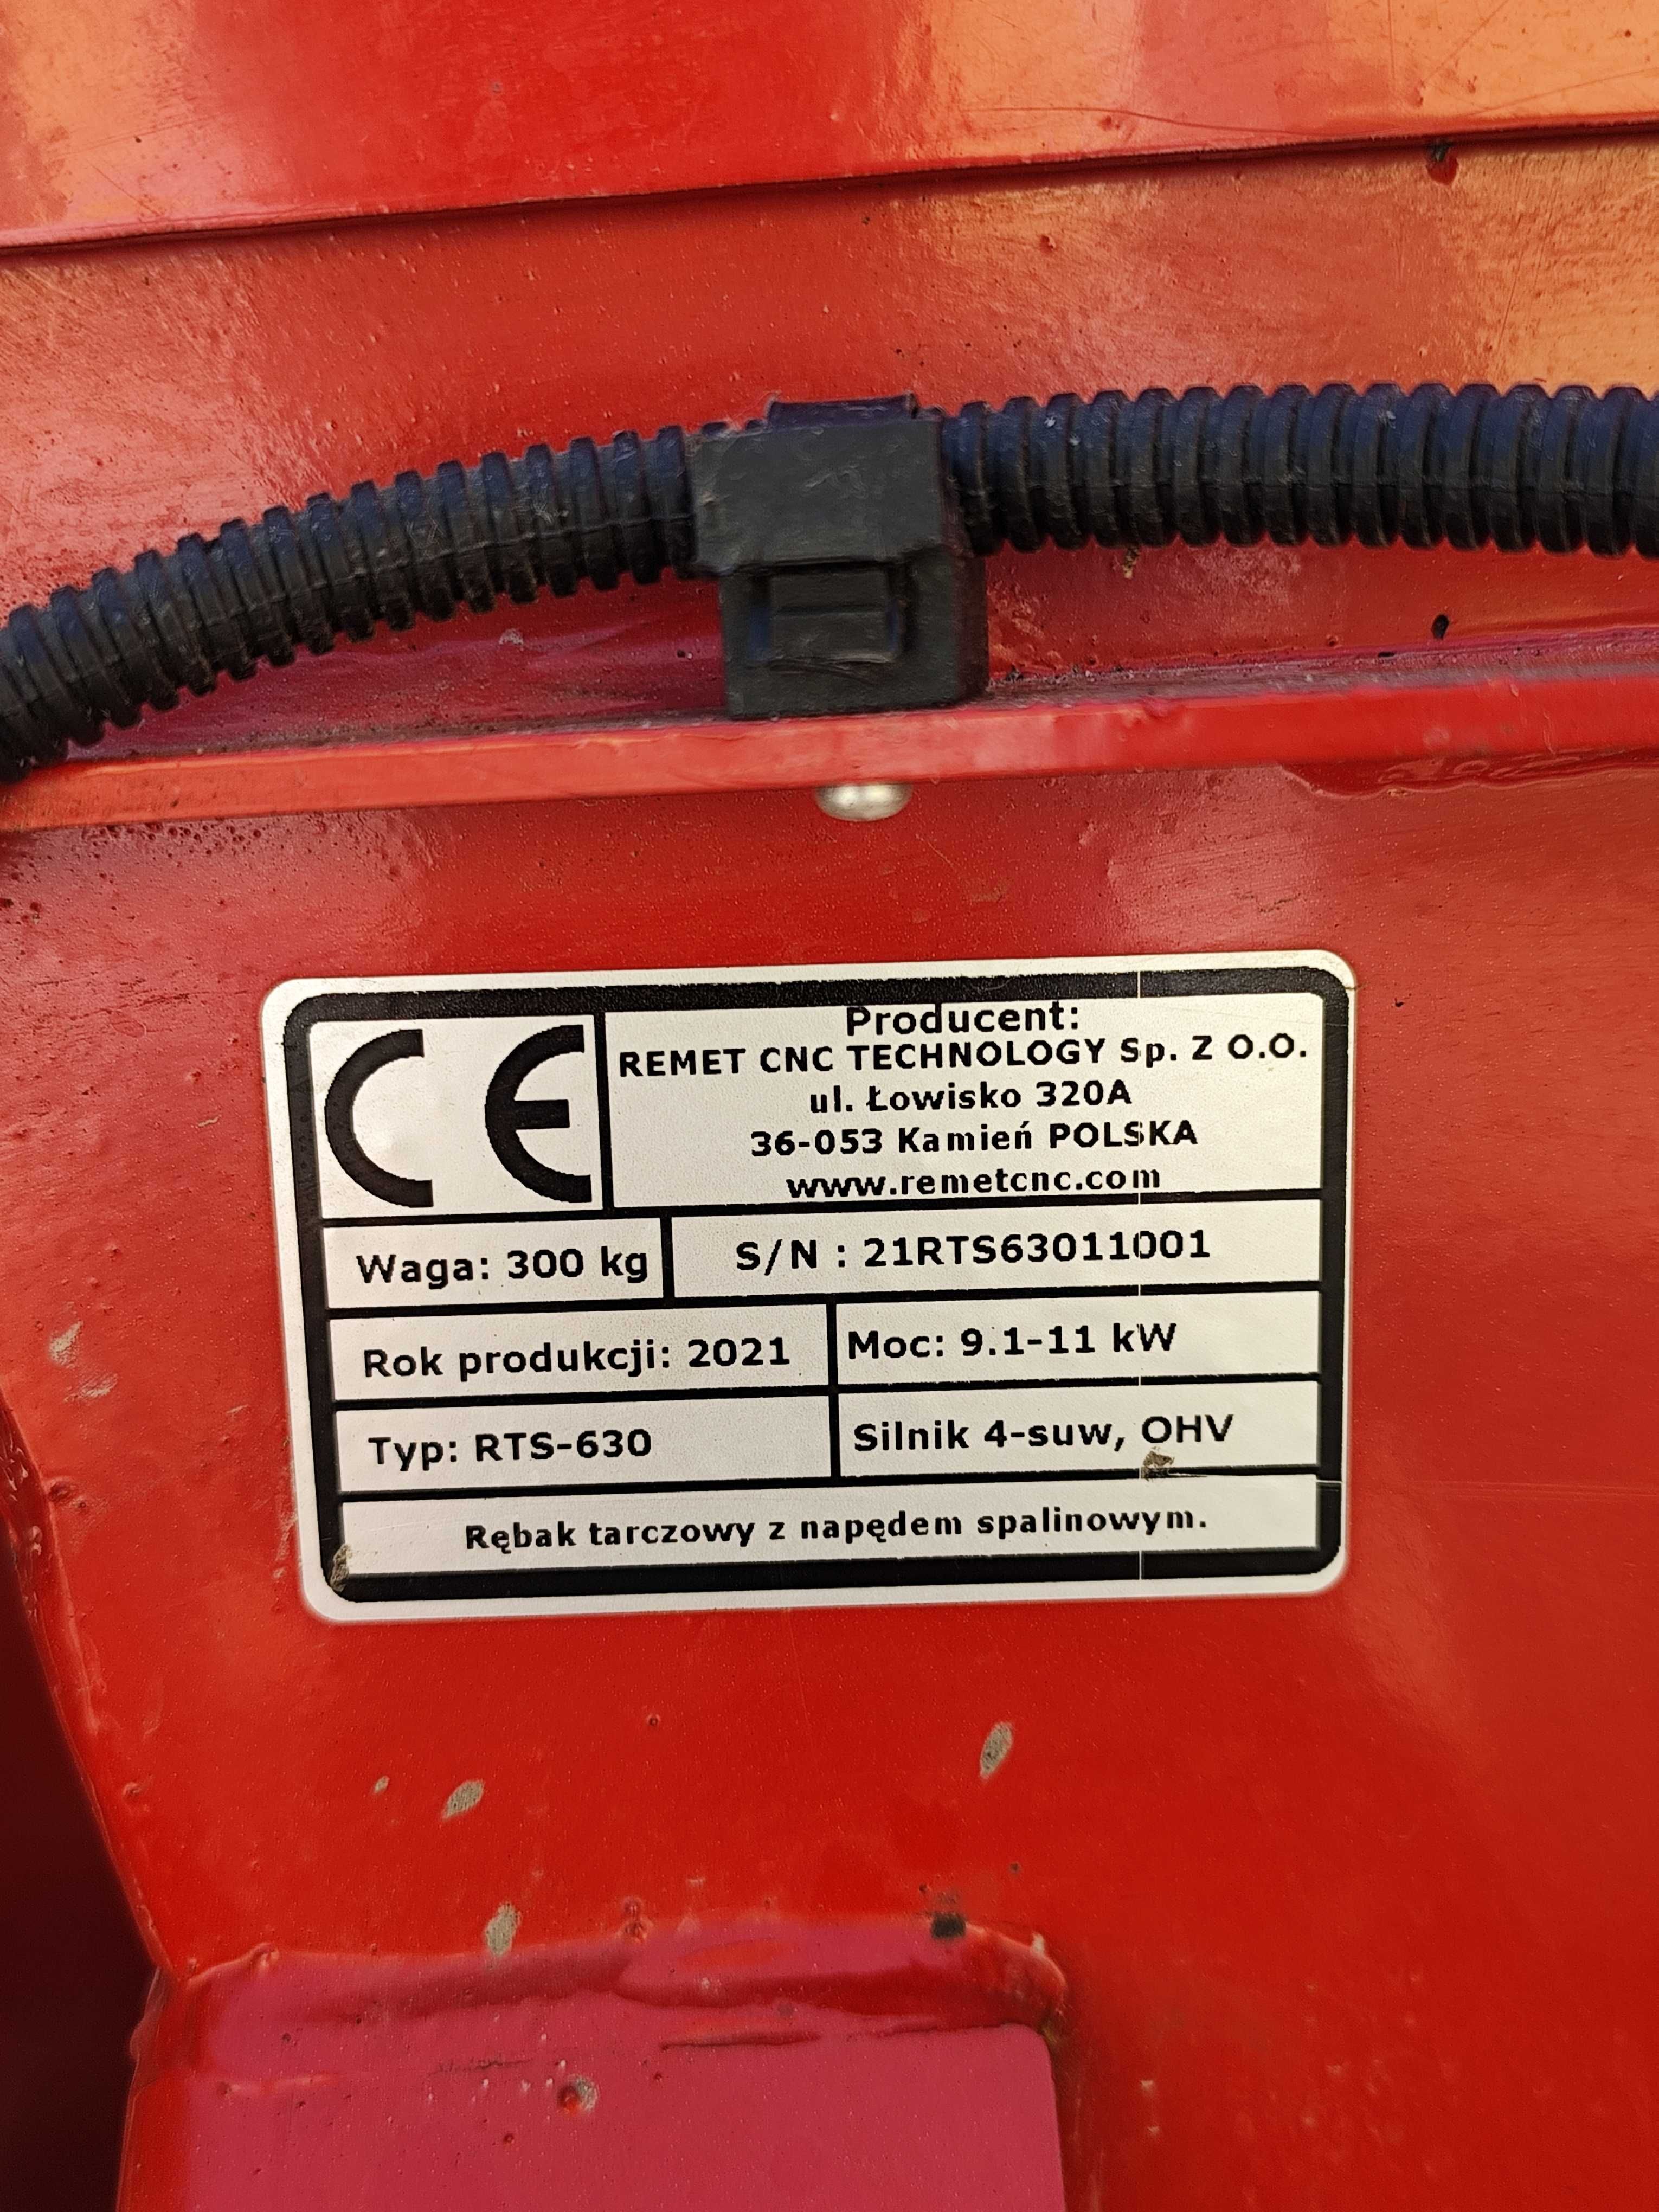 CE
Producent:
REMET CNC TECHNOLOGY Sp. Z O.O.
ul. Łowisko 320A
36-053 Kamień POLSKA
www.remetcnc.com
Waga: 300 kg
S/N : 21RTS63011001
Rok produkcji: 2021
Moc: 9.1-11 kW
Typ: RTS-630
Silnik 4-suw, OHV
Rębak tarczowy z napędem spalinowym.